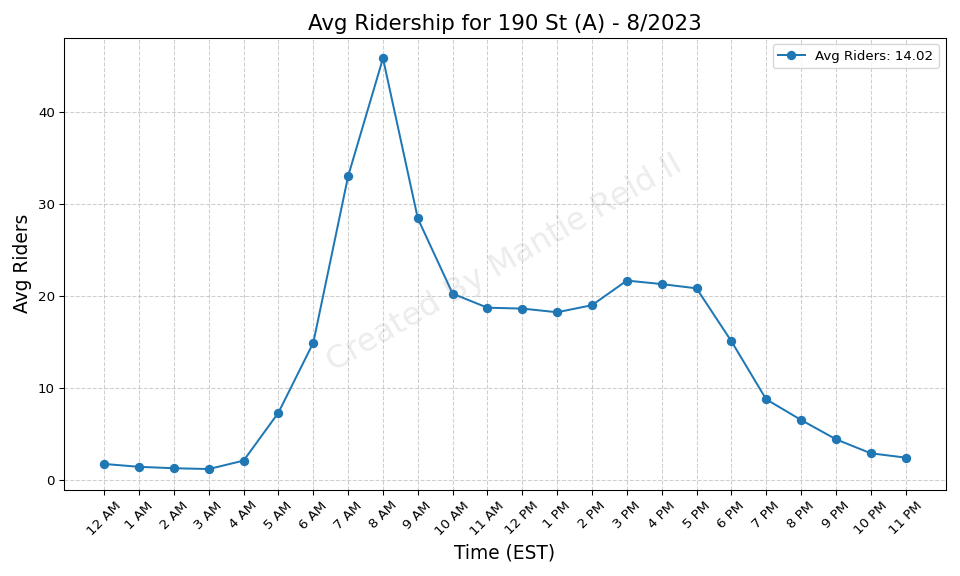 Avg Ridership for 190 St (A) - 8/2023
Avg Riders: 14.02
Avg Riders
40
30
20
10
0
Created By Mantie Reid II
12 AM 1 AM 2 AM 3 AM 4 AM 5 AM 6 AM 7 AM 8 AM 9 AM 10 AM 11 AM 12 PM 1 PM 2 PM 3 PM 4 PM 5 PM 6 PM 7 PM 8 PM 9 PM 10 PM 11 PM
Time (EST)